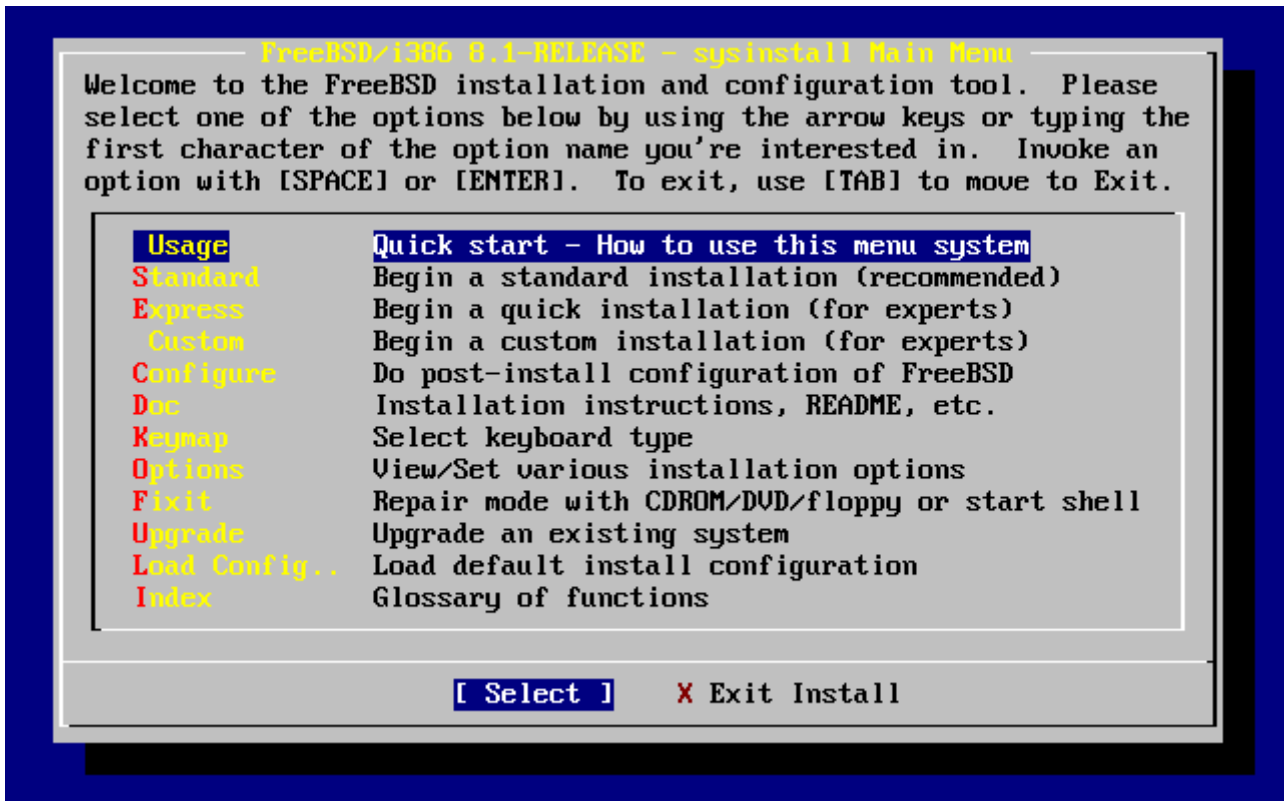 FreeBSD/i386 8.1-RELEASE - sysinstall Main Menu
Welcome to the FreeBSD installation and configuration tool.  Please
select one of the options below by using the arrow keys or typing the
first character of the option name you're interested in.  Invoke an
option with [SPACE] or [ENTER].  To exit, use [TAB] to move to Exit.
Usage Quick start - How to use this menu system
Standard Begin a standard installation (recommended)
Express Begin a quick installation (for experts)
Custom Begin a custom installation (for experts)
Configure Do post-install configuration of FreeBSD
Doc Installation instructions, README, etc.
Keymap Select keyboard type
Options View/Set various installation options
Fixit Repair mode with CDROM/DVD/floppy or start shell
Upgrade Upgrade an existing system
Load Config.. Load default install configuration
Index Glossary of functions
[ Select ] X Exit Install